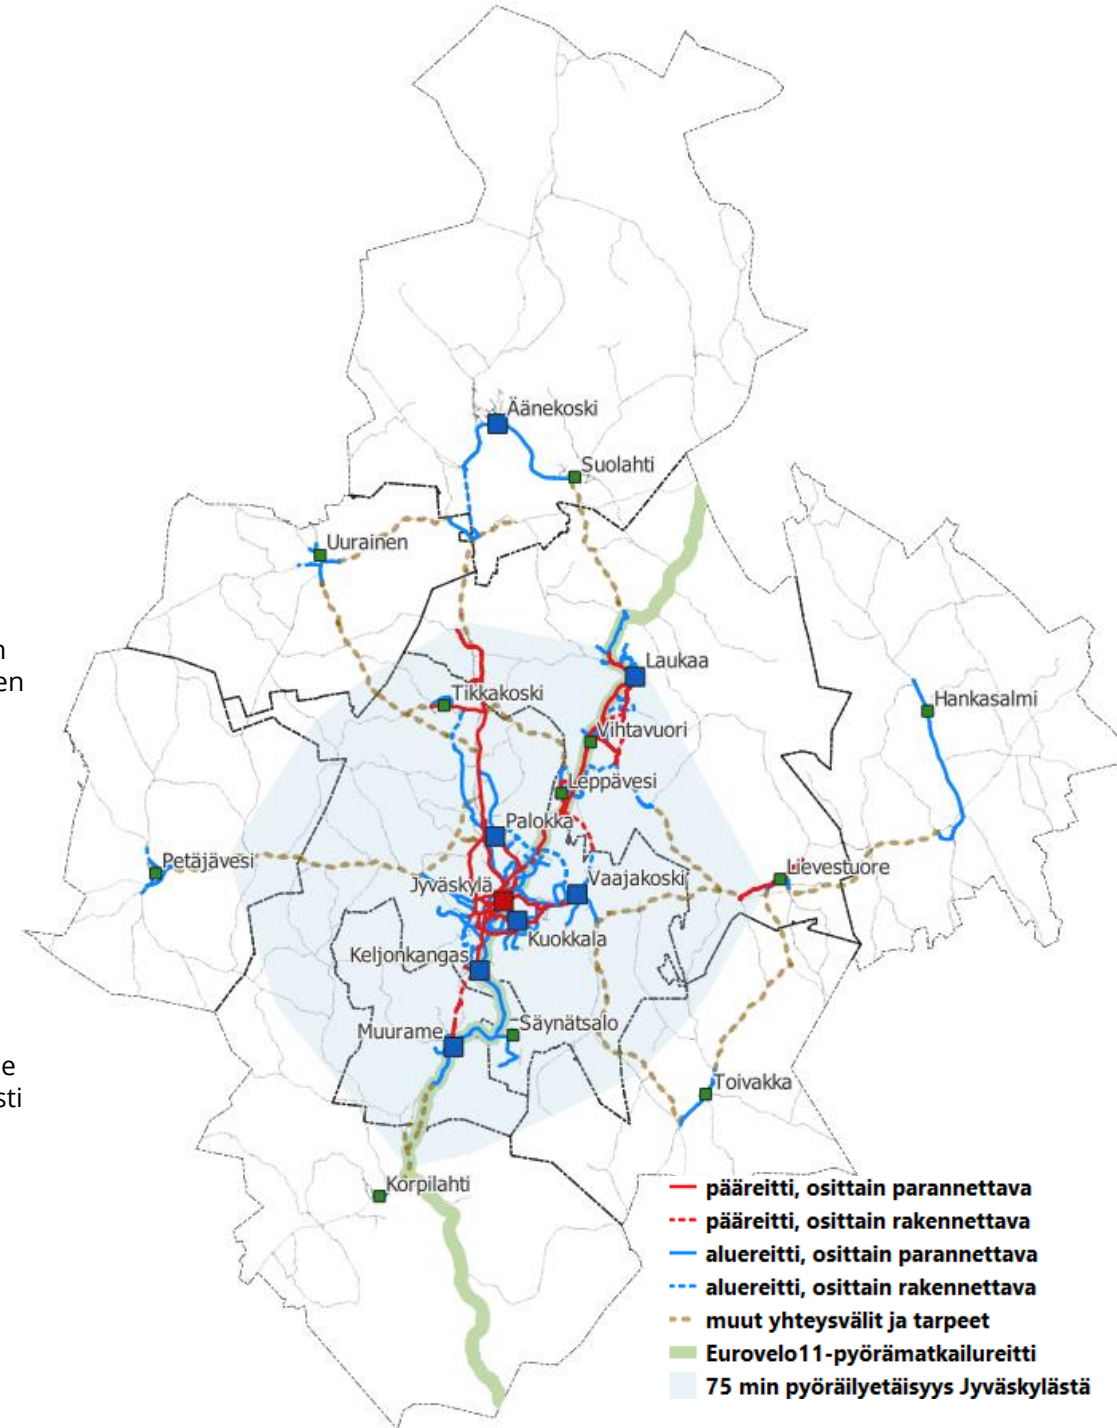 Äänekoski
Suolahti
Uurainen
n
en
Laukaa
Tikkakoski
Hankasalmi
Vihtavuori
Leppävesi
Palokka
Petäjävesi
Lievestuore
Jyväskylä
Vaajakoski
Kuokkala
Keljonkangas
Säynätsalo
Muurame
e
sti
Toivakka
Korpilahti
pääreitti, osittain parannettava
pääreitti, osittain rakennettava
aluereitti, osittain parannettava
aluereitti, osittain rakennettava
muut yhteysvälit ja tarpeet
Eurovelo11-pyörämatkailureitti
75 min pyöräilyetäisyys Jyväskylästä